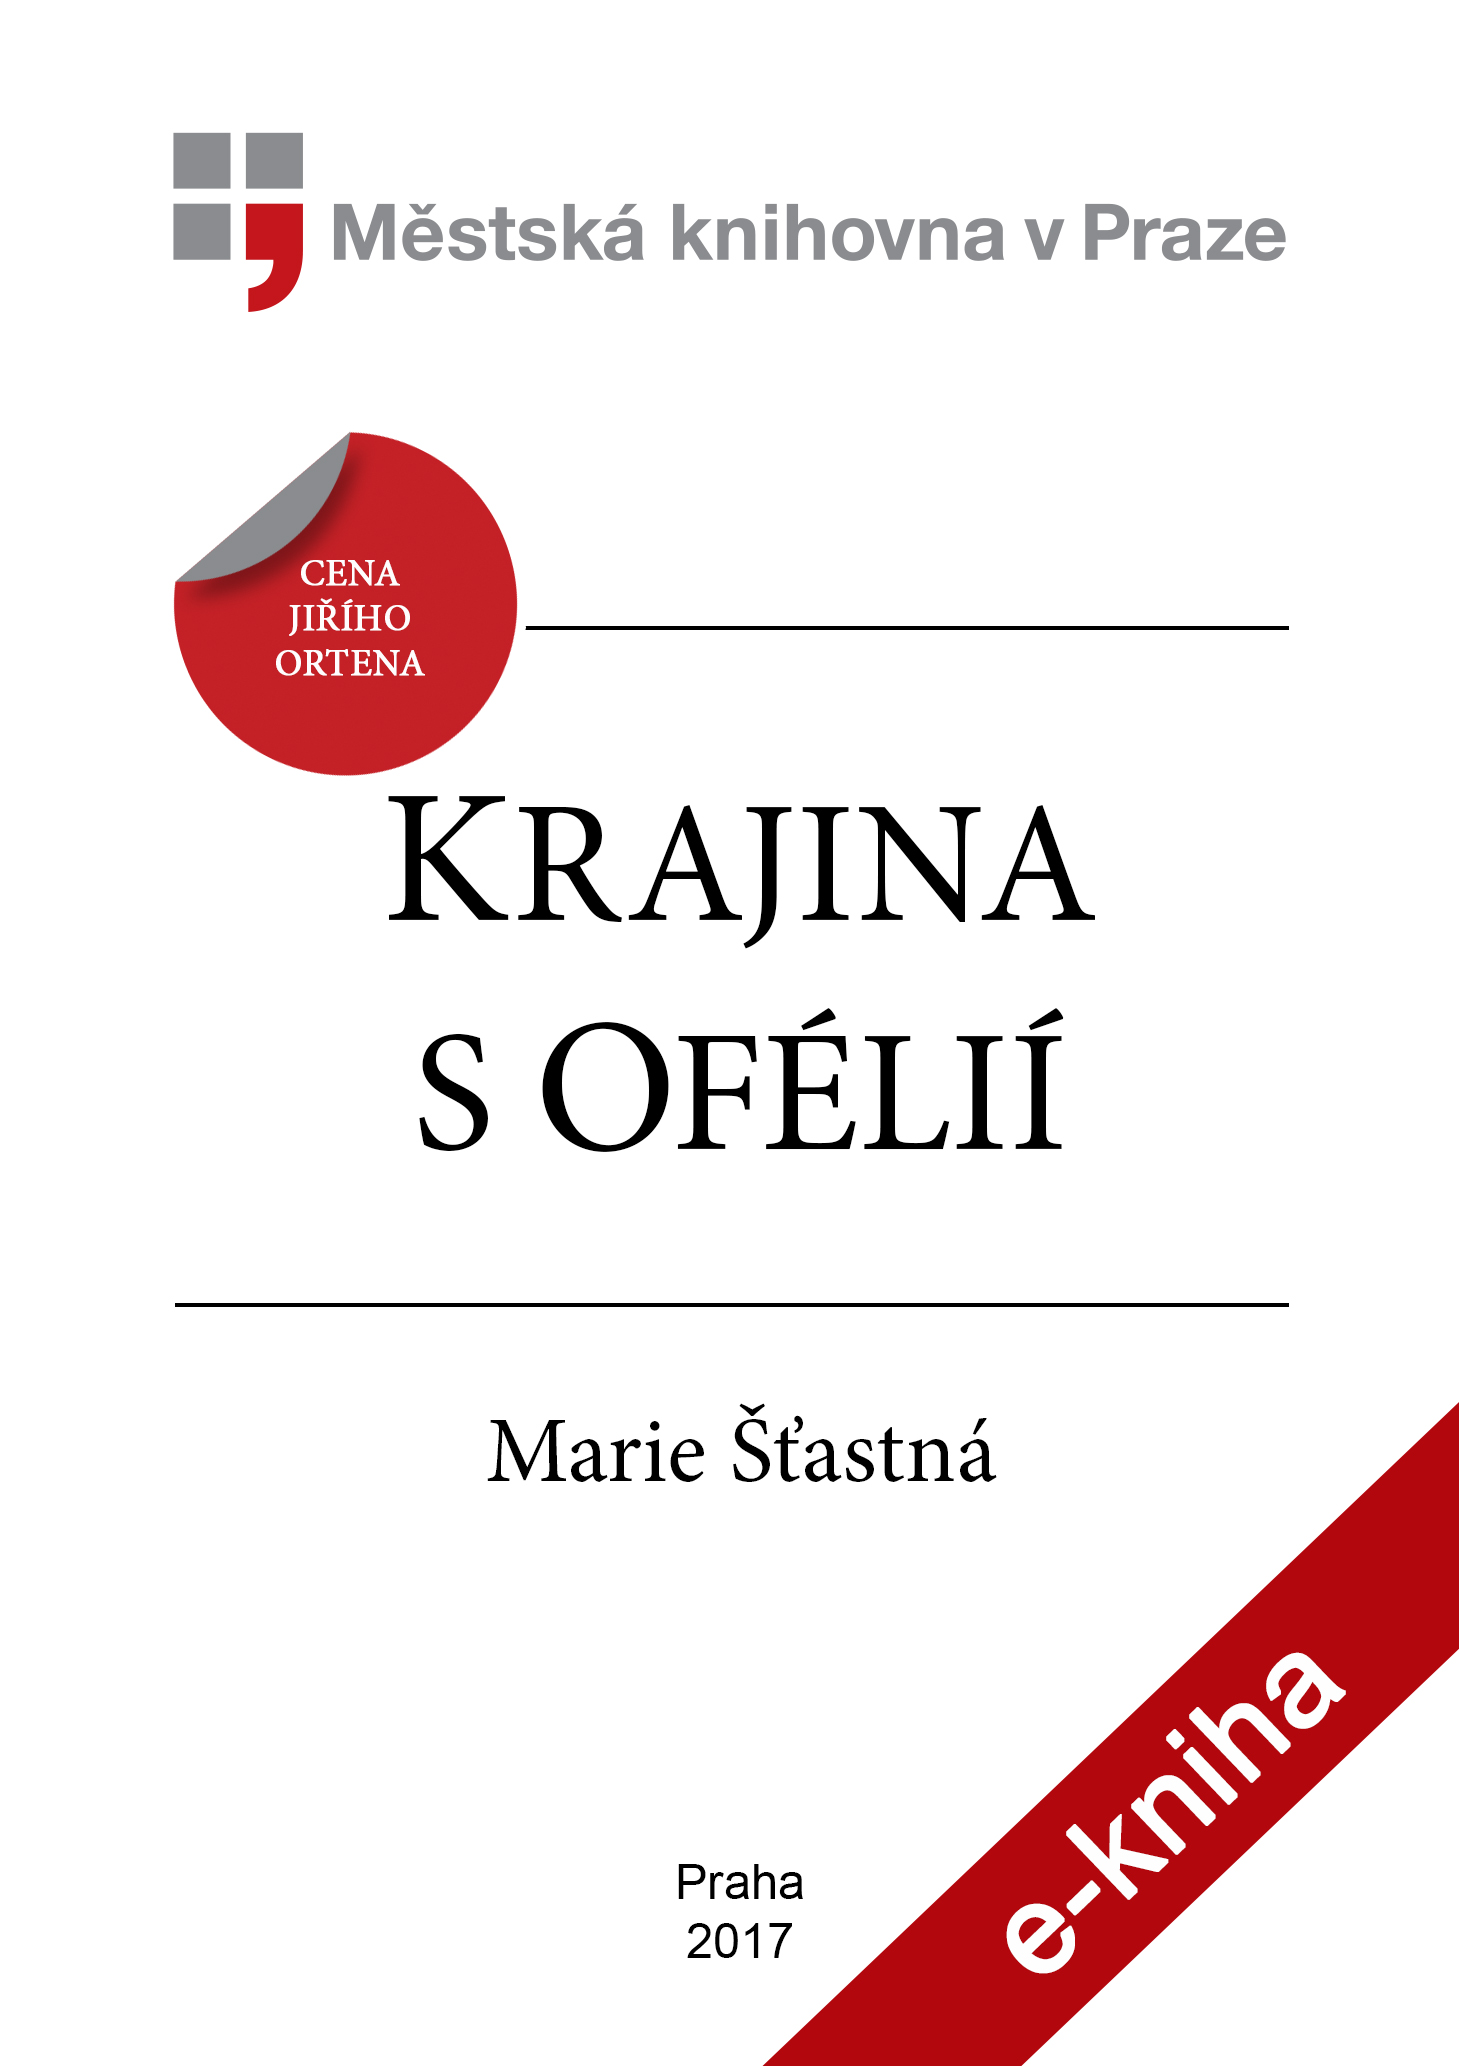 Městská knihovna v Praze
CENA
JIŘÍHO
ORTENA
KRAJINA
S OFÉLIÍ
Marie Šťastná
e-kniha
Praha
2017